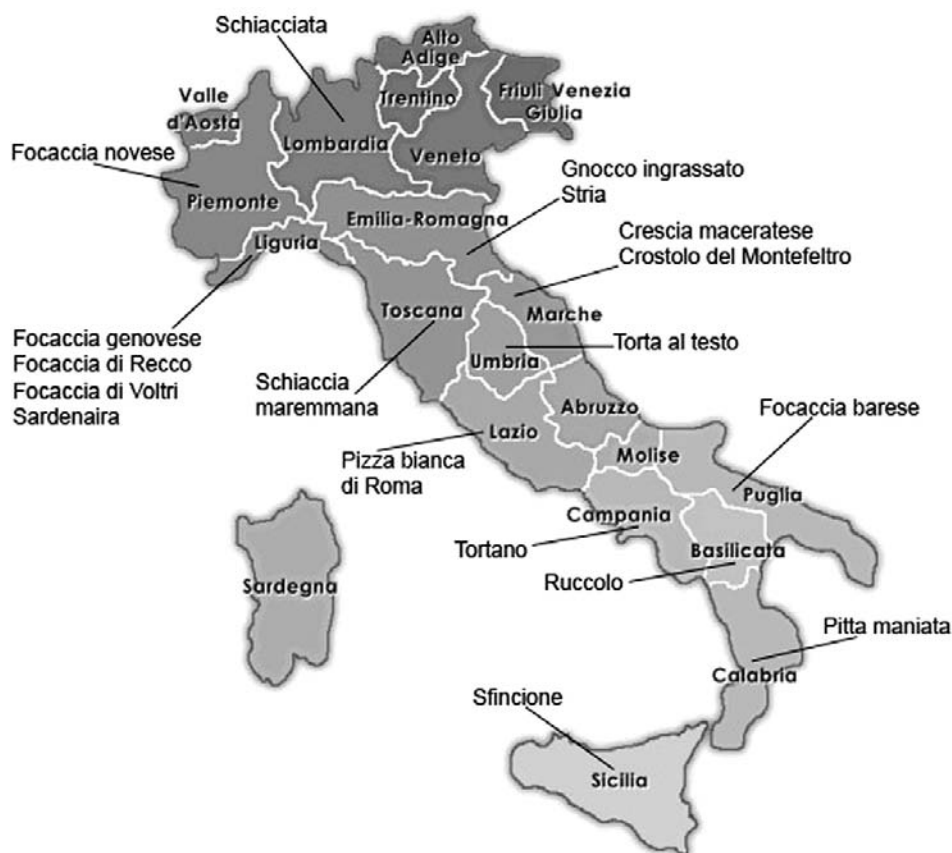 Schiacciata
Alto
Adige
Trentino
Friuli Venezia
Giulia
Valle
d'Aosta
Lombardia
Veneto
Focaccia novese
Piemonte
Gnocco ingrassato
Stria
Emilia-Romagna
Liguria
Crescia maceratese
Crostolo del Montefeltro
Toscana
Marche
Focaccia genovese
Focaccia di Recco
Focaccia di Voltri
Sardenaira
Umbria
Torta al testo
Schiaccia
maremmana
Abruzzo
Focaccia barese
Lazio
Molise
Pizza bianca
di Roma
Puglia
Campania
Tortano
Basilicata
Ruccolo
Sardegna
Pitta maniata
Calabria
Sfincione
Sicilia